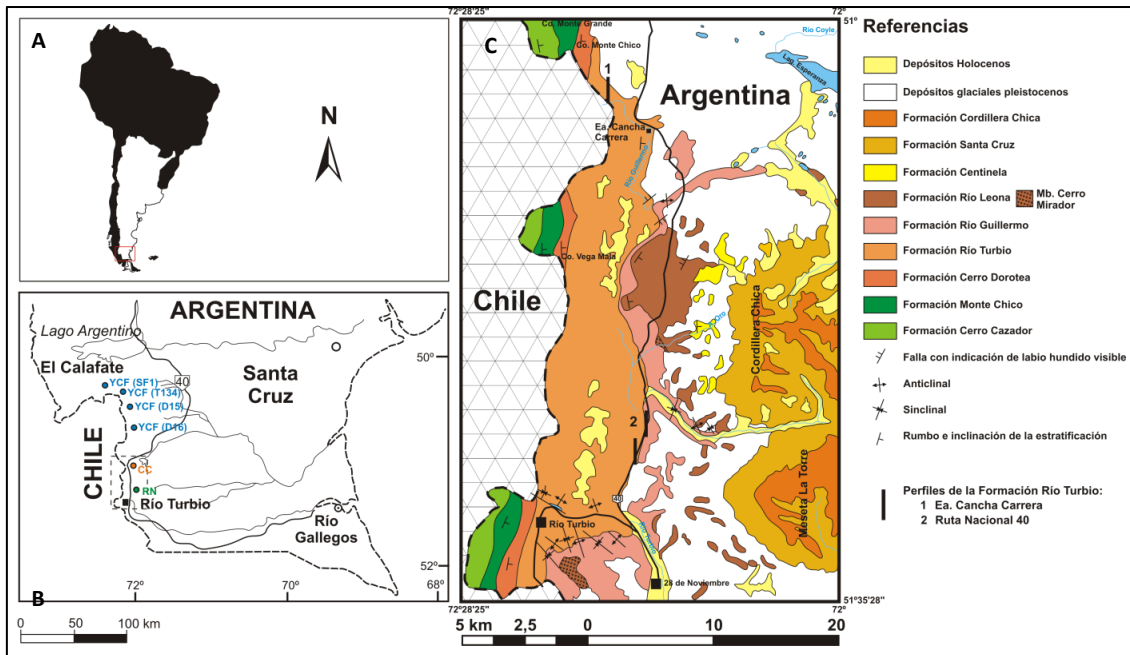 A
N
B
ARGENTINA
Lago Argentino
El Calafate
40
Santa
Cruz
50°
YCF (SF1)
YCF (T134)
YCF (D15)
YCF (D16)
CHILE
CC
RN
Río Turbio
Río
Gallegos
52°
72°
70°
68°
0 50 100 km
C
72°28'25"
72°
51°
Co. Monte Grande
Co. Monte Chico
1
Río Coyle
Lag. Esperanza
Argentina
Ea. Cancha
Carrera
Río Guillermo
Co. Vega Mala
Chile
Cordillera Chica
2
40
Meseta La Torre
Río Turbio
Río Turbio
28 de Noviembre
72°28'25"
72°
51°35'28"
5 km 2,5 0 10 20
Referencias
Depósitos Holocenos
Depósitos glaciales pleistocenos
Formación Cordillera Chica
Formación Santa Cruz
Formación Centinela
Formación Río Leona
Mb. Cerro
Mirador
Formación Río Guillermo
Formación Río Turbio
Formación Cerro Dorotea
Formación Monte Chico
Formación Cerro Cazador
Falla con indicación de labio hundido visible
Anticlinal
Sinclinal
Rumbo e inclinación de la estratificación
Perfiles de la Formación Río Turbio:
1 Ea. Cancha Carrera
2 Ruta Nacional 40